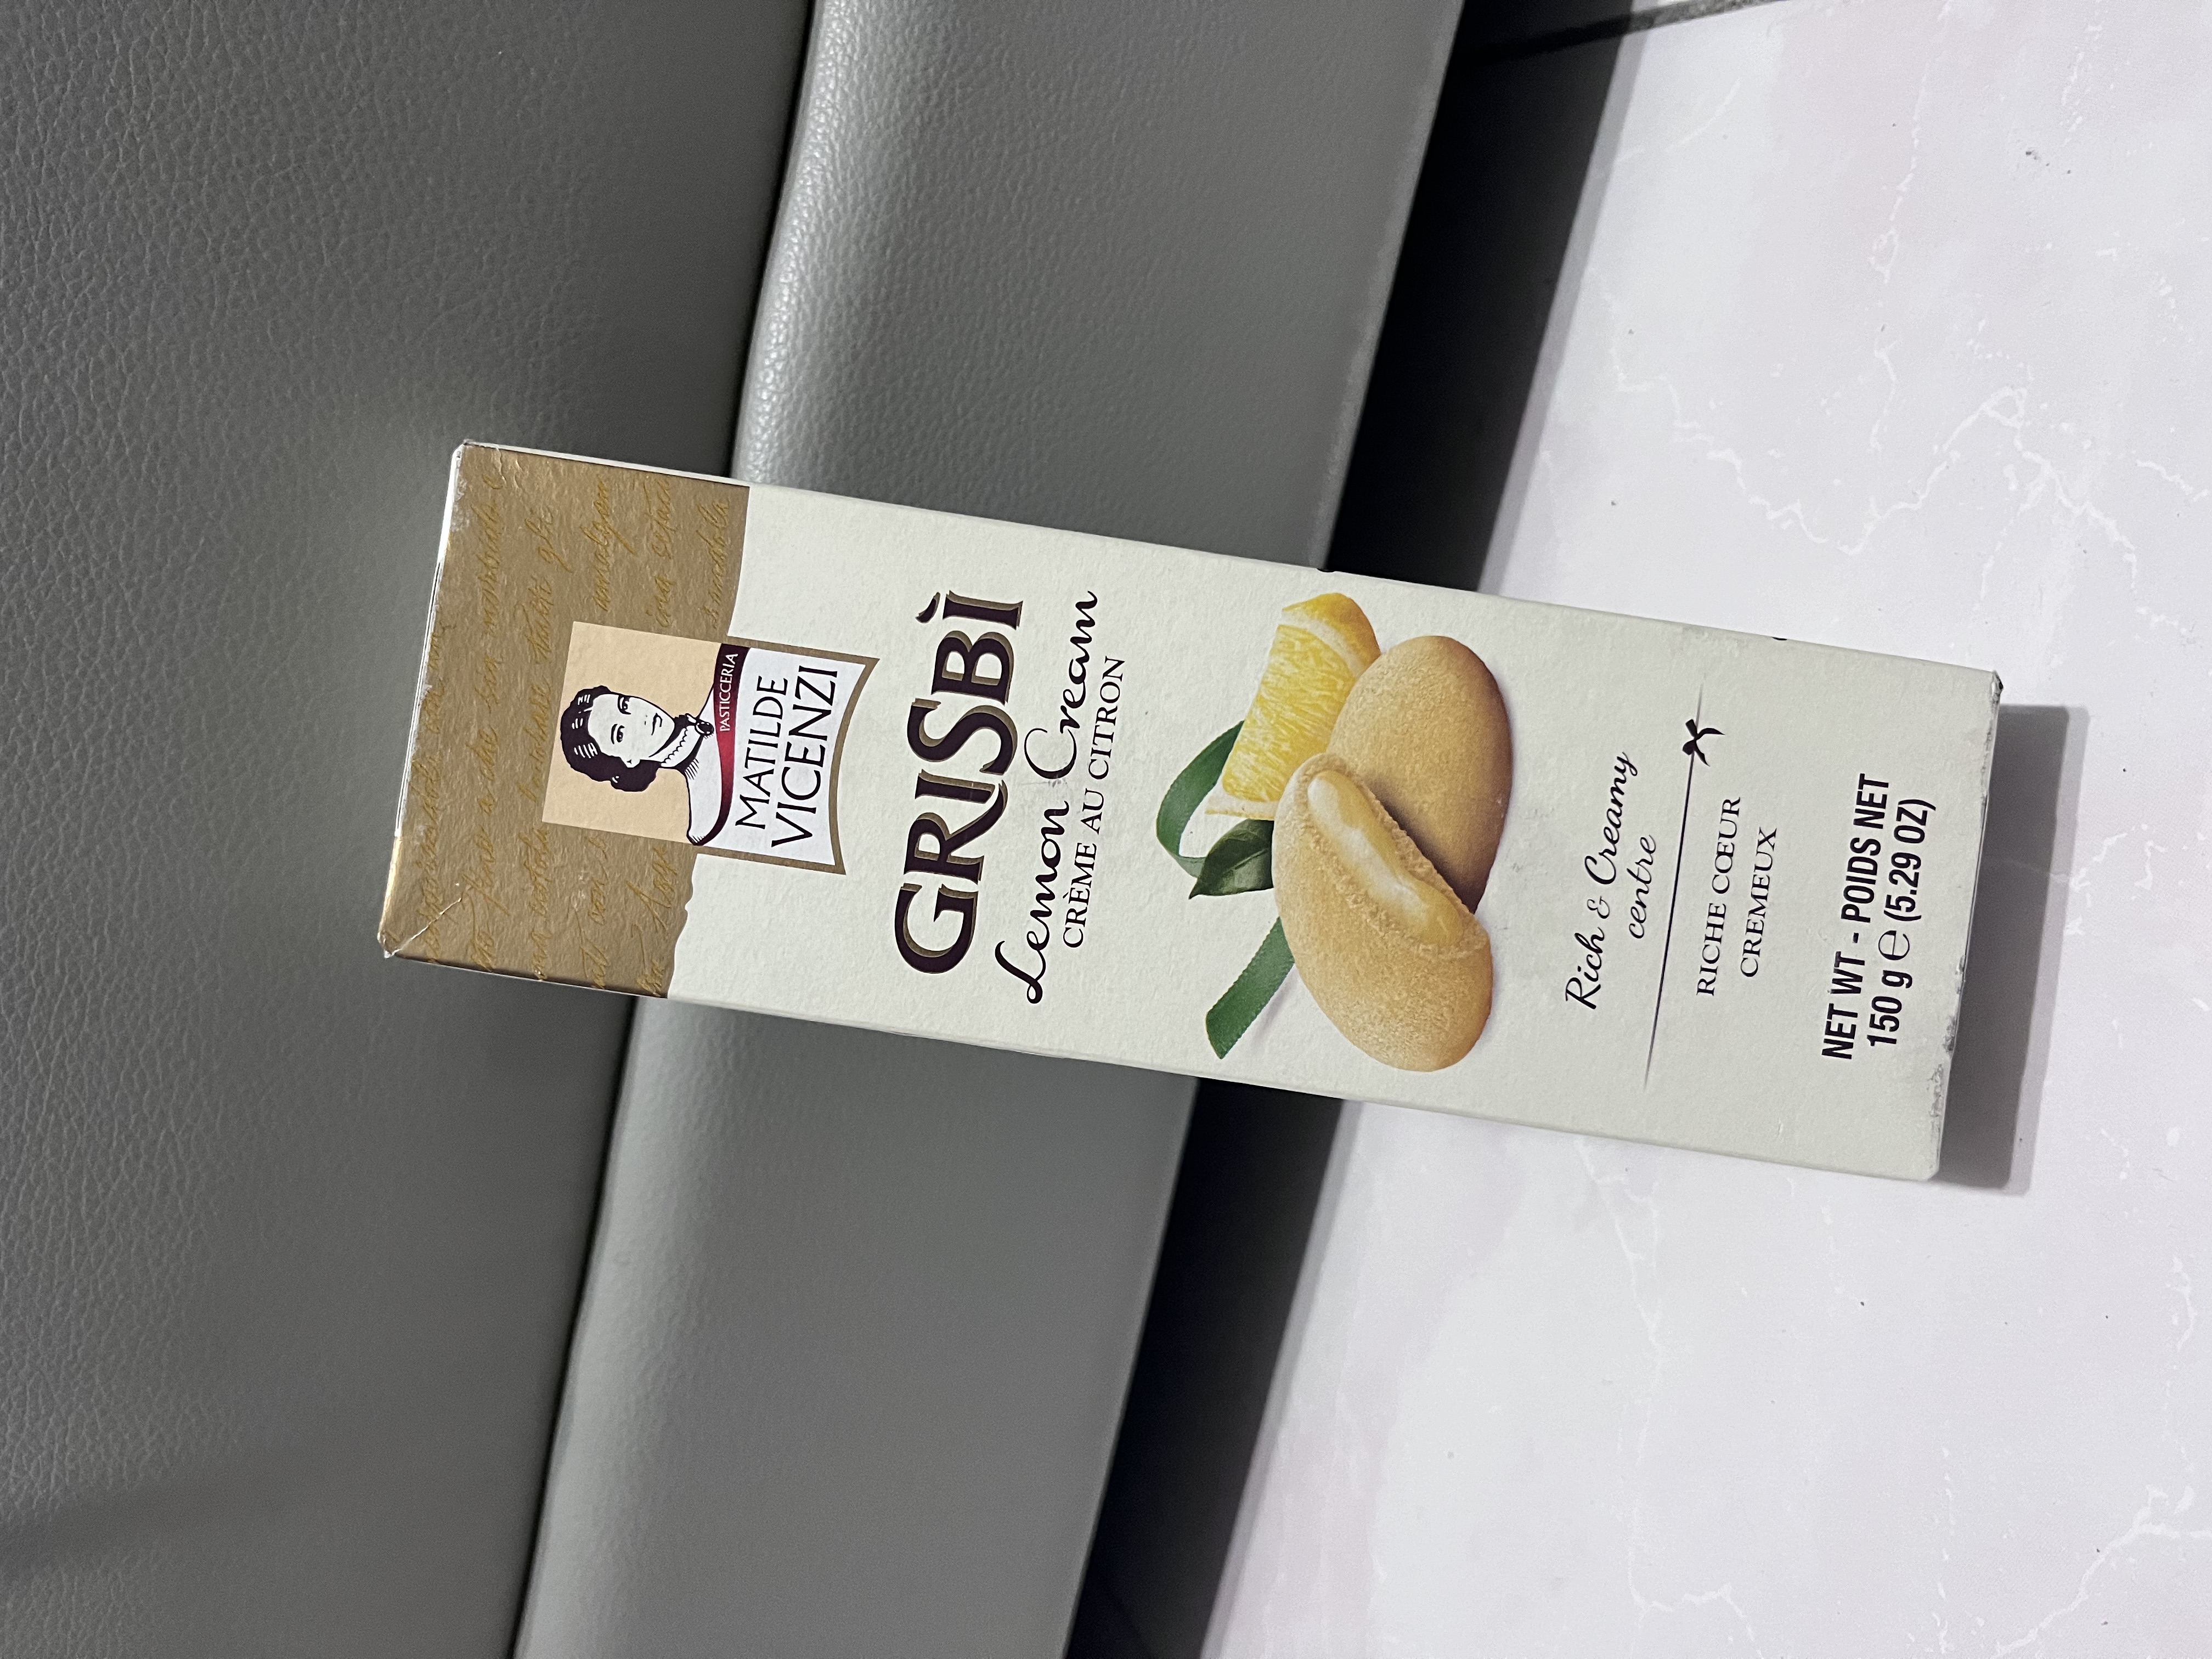 PASTICCERIA
MATILDE
VICENZI
GRISBÌ
Lemon Cream
CRÈME AU CITRON
Rich & Creamy
centre
RICHE CŒUR
CREMEUX
NET WT - POIDS NET
150 g ℮ (5.29 OZ)